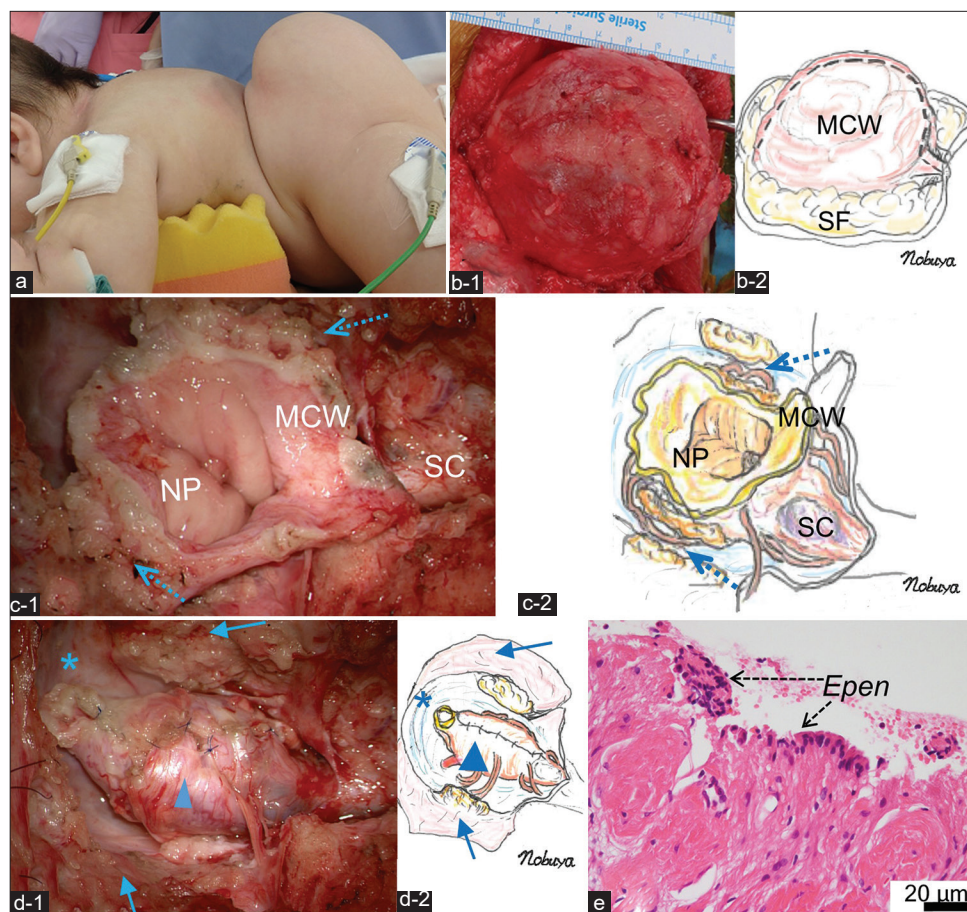 a
Sterile Surgi
b-1
MCW
SF
Nobuya
b-2
MCW
SC
NP
c-1
MCW
NP
SC
Nobuya
c-2
*
d-1
*
Nobuya
d-2
Epen
20 µm
e